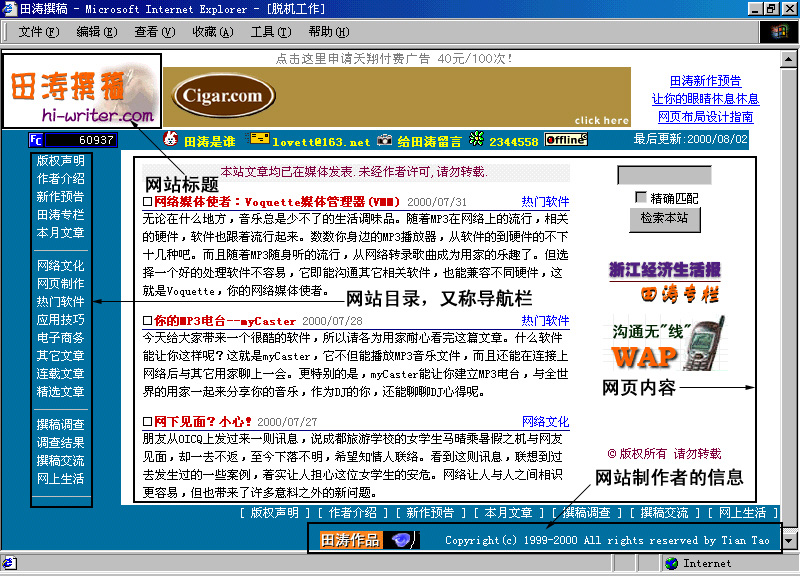 田涛撰稿 - Microsoft Internet Explorer - [脱机工作]
文件(F) 编辑(E) 查看(V) 收藏(A) 工具(T) 帮助(H)
点击这里申请天翔付费广告 40元/100次!
田涛撰稿
hi-writer.com
Cigar.com
click here
田涛新作预告
让你的眼睛休息休息
网页布局设计指南
Fc 60937
田涛是谁 lovett@163.net 给田涛留言 2344558 Offline
最后更新:2000/08/02
版权声明
作者介绍
新作预告
田涛专栏
本月文章
网络文化
网页制作
热门软件
应用技巧
电子商务
其它文章
连载文章
精选文章
撰稿调查
调查结果
撰稿交流
网上生活
本站文章均已在媒体发表.未经作者许可,请勿转载.
网站标题
□网络媒体使者：Voquette媒体管理器(VMM) 2000/07/31 热门软件
无论在什么地方，音乐总是少不了的生活调味品。随着MP3在网络上的流行，相关
的硬件，软件也跟着流行起来。数数你身边的MP3播放器，从软件的到硬件的不下
十几种吧。而且随着MP3随身听的流行，从网络转录歌曲成为用家的乐趣了。但选
择一个好的处理软件不容易，它即能沟通其它相关软件，也能兼容不同硬件，这
就是Voquette，你的网络媒体使者。
网站目录，又称导航栏
□你的MP3电台--myCaster 2000/07/28 热门软件
今天给大家带来一个很酷的软件，所以请各为用家耐心看完这篇文章。什么软件
能让你这样呢？这就是myCaster，它不但能播放MP3音乐文件，而且还能在连接上
网络后与其它用家聊上一会。更特别的是，myCaster能让你建立MP3电台，与全世
界的用家一起来分享你的音乐，作为DJ的你，还能聊聊DJ心得呢。
□网下见面？小心！ 2000/07/27 网络文化
朋友从OICQ上发过来一则讯息，说成都旅游学校的女学生马晴乘暑假之机与网友
见面，却一去不返，至今下落不明，希望知情人联络。看到这则讯息，联想到过
去发生过的一些案例，着实让人担心这位女学生的安危。网络让人与人之间相识
更容易，但也带来了许多意料之外的新问题。
精确匹配
检索本站
浙江经济生活报
田涛专栏
沟通无"线"
WAP
网页内容
© 版权所有 请勿转载
网站制作者的信息
[ 版权声明 ] [ 作者介绍 ] [ 新作预告 ] [ 本月文章 ] [ 撰稿调查 ] [ 撰稿交流 ] [ 网上生活 ]
田涛作品
Copyright(c) 1999-2000 All rights reserved by Tian Tao
Internet